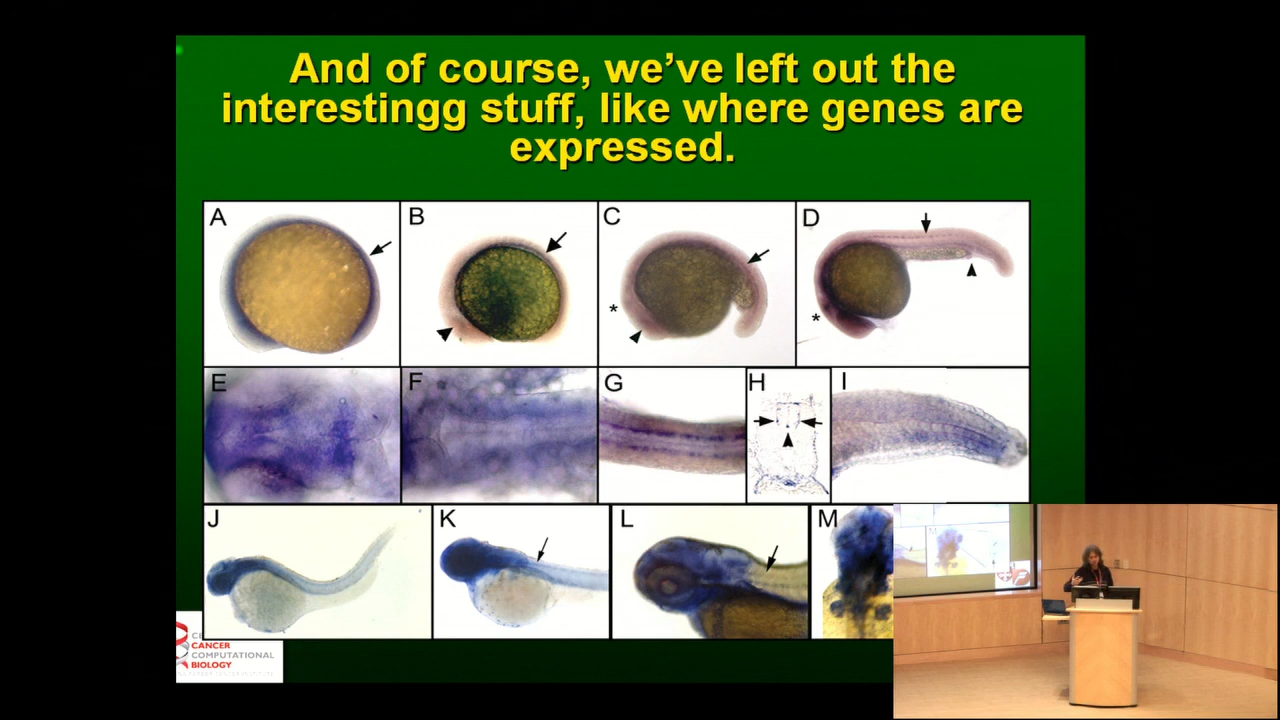 And of course, we've left out the
interestingg stuff, like where genes are
expressed.
A
B
C
D
*
*
E
F
G
H
I
J
K
L
M
CANCER
COMPUTATIONAL
BIOLOGY